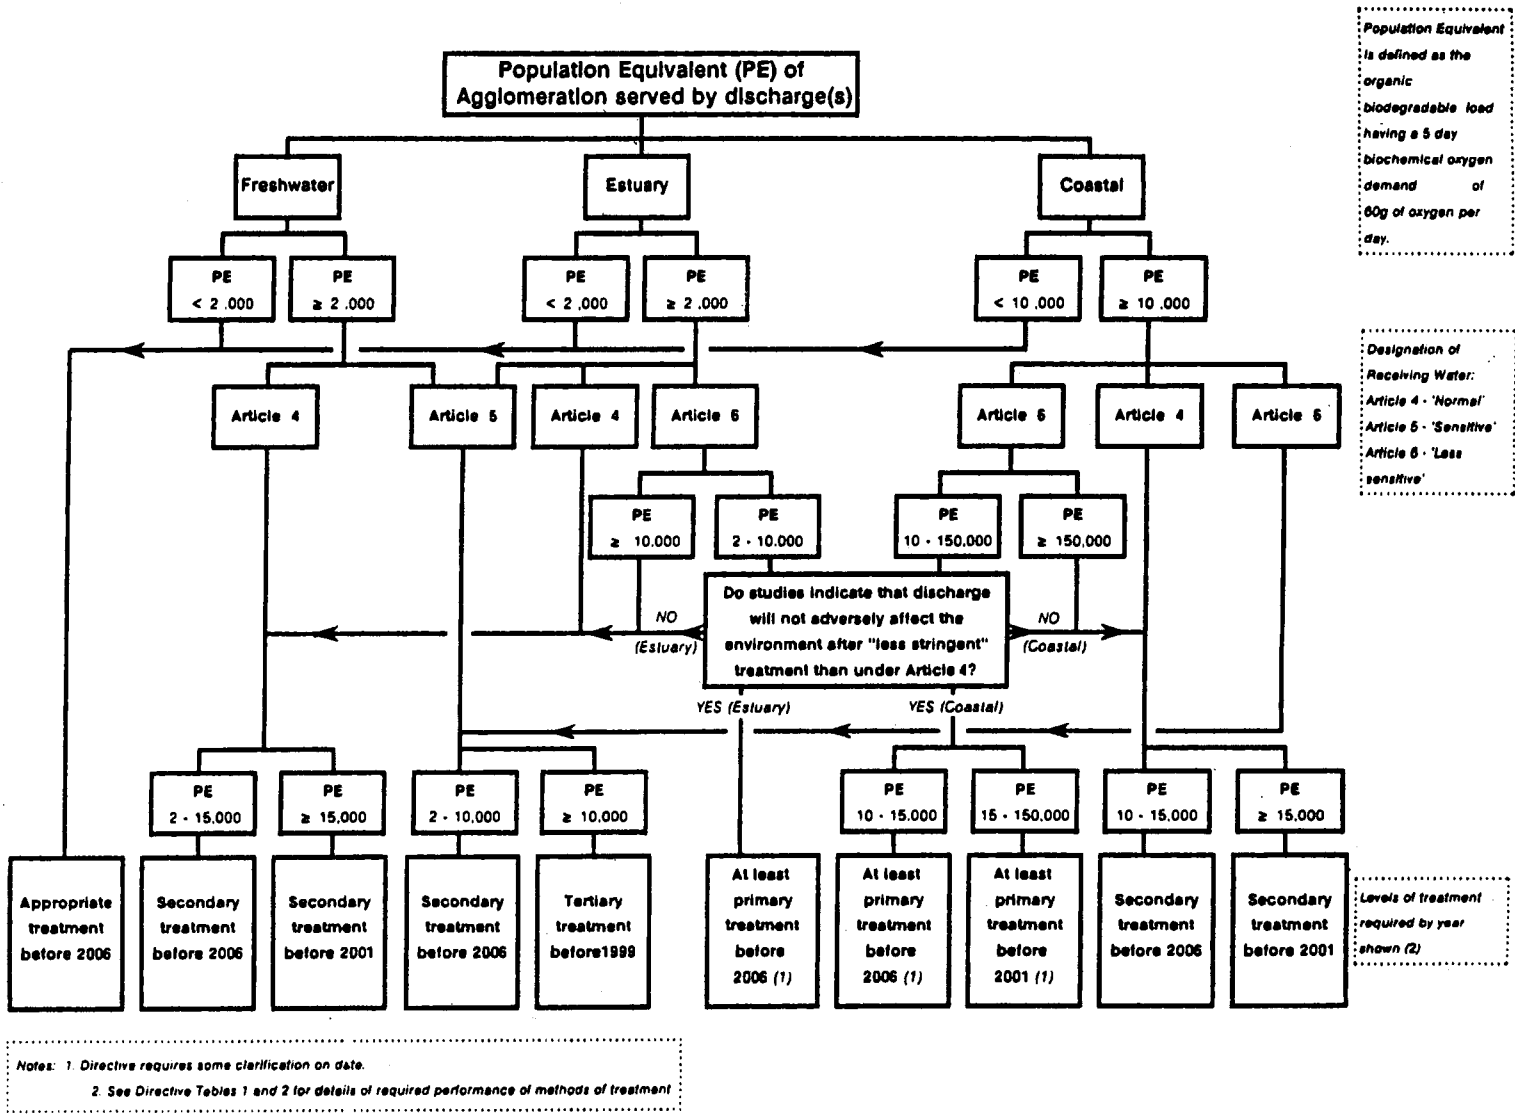 Population Equivalent (PE) of
Agglomeration served by discharge(s)
Population Equivalent
is defined as the
organic
biodegradable load
having a 5 day
biochemical oxygen
demand of
60g of oxygen per
day.
Freshwater
Estuary
Coastal
PE
< 2 .000
PE
≥ 2 .000
PE
< 2 ,000
PE
≥ 2 .000
PE
< 10 ,000
PE
≥ 10 .000
Designation of
Receiving Water:
Article 4 - 'Normal'
Article 5 - 'Sensitive'
Article 6 - 'Less
sensitive'
Article 4
Article 5
Article 4
Article 6
Article 6
Article 4
Article 5
PE
≥ 10.000
PE
2 - 10.000
PE
10 - 150,000
PE
≥ 150,000
Do studies indicate that discharge
will not adversely affect the
environment after "less stringent"
treatment than under Article 4?
NO
(Estuary)
NO
(Coastal)
YES (Estuary)
YES (Coastal)
PE
2 - 15.000
PE
≥ 15,000
PE
2 - 10,000
PE
≥ 10,000
PE
10 - 15.000
PE
15 - 150.000
PE
10 - 15.000
PE
≥ 15.000
Appropriate
treatment
before 2006
Secondary
treatment
before 2006
Secondary
treatment
before 2001
Secondary
treatment
before 2006
Tertiary
treatment
before1999
At least
primary
treatment
before
2006 (1)
At least
primary
treatment
before
2006 (1)
At least
primary
treatment
before
2001 (1)
Secondary
treatment
before 2006
Secondary
treatment
before 2001
Levels of treatment
required by year
shown (2)
Notes: 1. Directive requires some clarification on date.
2. See Directive Tables 1 and 2 for details of required performance of methods of treatment